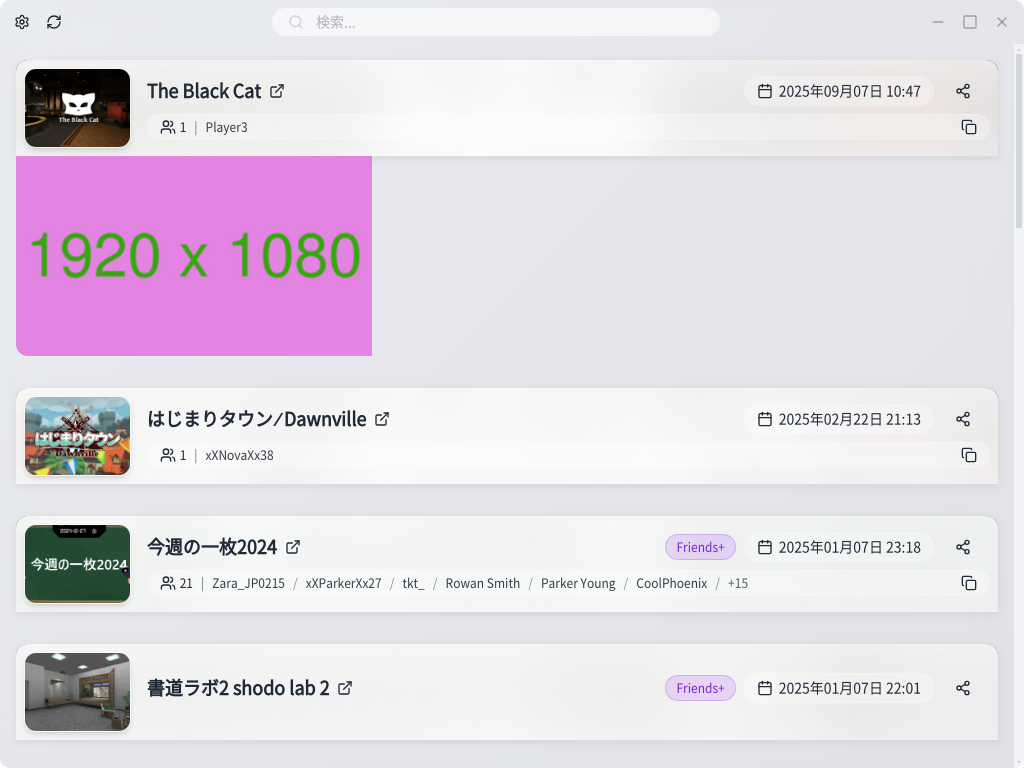 検索...
The Black Cat
The Black Cat
2025年09月07日 10:47
1 | Player3
1920 x 1080
はじまりタウン
Dawnville
はじまりタウン⁄Dawnville
2025年02月22日 21:13
1 | xXNovaXx38
2024-12-27
今週の一枚2024
今週の一枚2024
Friends+
2025年01月07日 23:18
21 | Zara_JP0215 / xXParkerXx27 / tkt_ / Rowan Smith / Parker Young / CoolPhoenix / +15
書道ラボ2 shodo lab 2
Friends+
2025年01月07日 22:01